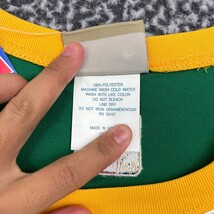 100% POLYESTER
MACHINE WASH COLD WATER
WASH WITH LIKE COLOR
DO NOT BLEACH
LINE DRY
DO NOT IRON ORNAMENTATION
RN
MADE IN